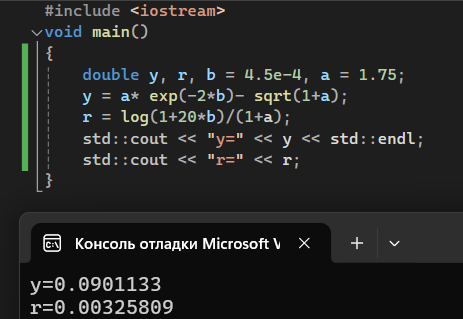 #include <iostream>
void main()
{
double y, r, b = 4.5e-4, a = 1.75;
y = a* exp(-2*b)- sqrt(1+a);
r = log(1+20*b)/(1+a);
std::cout << "y=" << y << std::endl;
std::cout << "r=" << r;
}
Консоль отладки Microsoft V
y=0.0901133
r=0.00325809